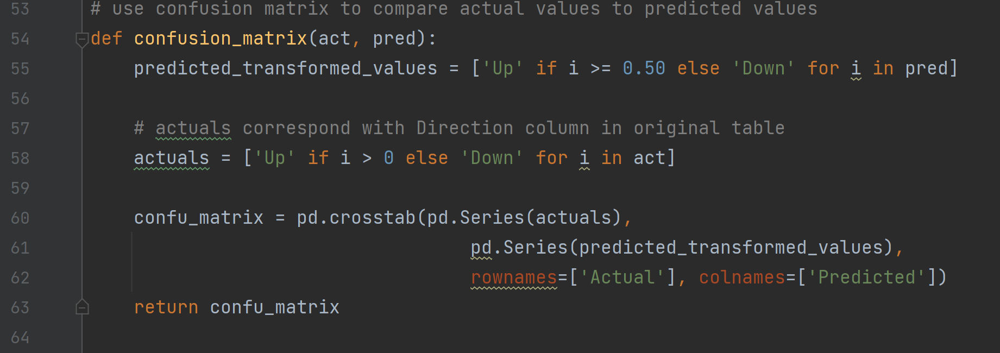 53 # use confusion matrix to compare actual values to predicted values
54 def confusion_matrix(act, pred):
55     predicted_transformed_values = ['Up' if i >= 0.50 else 'Down' for i in pred]
56
57     # actuals correspond with Direction column in original table
58     actuals = ['Up' if i > 0 else 'Down' for i in act]
59
60     confu_matrix = pd.crosstab(pd.Series(actuals),
61                                pd.Series(predicted_transformed_values),
62                                rownames=['Actual'], colnames=['Predicted'])
63     return confu_matrix
64